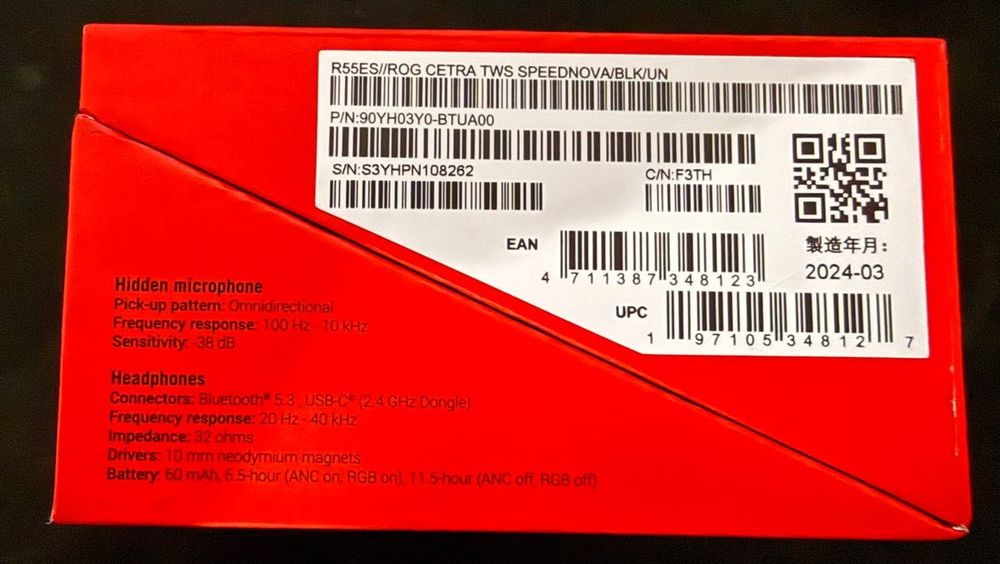 R55ES//ROG CETRA TWS SPEEDNOVA/BLK/UN
P/N:90YH03Y0-BTUA00
S/N:S3YHPN108262
C/N:F3TH
EAN
4 711387 348123
製造年月:
2024-03
UPC
1 97105 34812 7
Hidden microphone
Pick-up pattern: Omnidirectional
Frequency response: 100 Hz - 10 kHz
Sensitivity: -38 dB
Headphones
Connectors: Bluetooth® 5.3 , USB-C® (2.4 GHz Dongle)
Frequency response: 20 Hz - 40 kHz
Impedance: 32 ohms
Drivers: 10 mm neodymium magnets
Battery: 60 mAh, 6.5-hour (ANC on, RGB on), 11.5-hour (ANC off, RGB off)